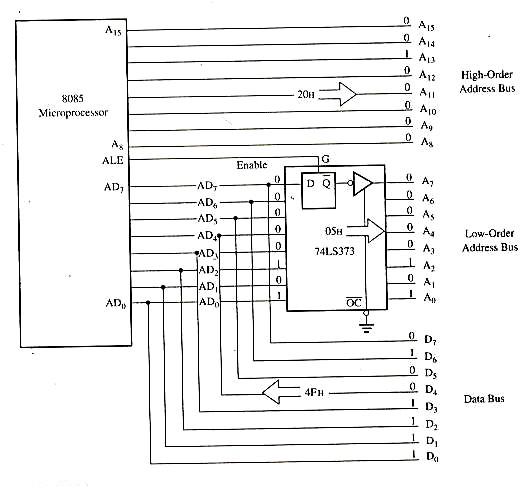 8085
Microprocessor
A15
A8
ALE
AD7
AD0
0 A15
0 A14
1 A13
0 A12
0 A11
0 A10
0 A9
0 A8
20H
High-Order
Address Bus
Enable
G
AD7 0
AD6 0
AD5 0
AD4 0
AD3 0
AD2 1
AD1 0
AD0 1
D Q̅
05H
74LS373
O̅C̅
0 A7
0 A6
0 A5
0 A4
0 A3
1 A2
0 A1
1 A0
Low-Order
Address Bus
0 D7
1 D6
0 D5
0 D4
1 D3
1 D2
1 D1
1 D0
4FH
Data Bus